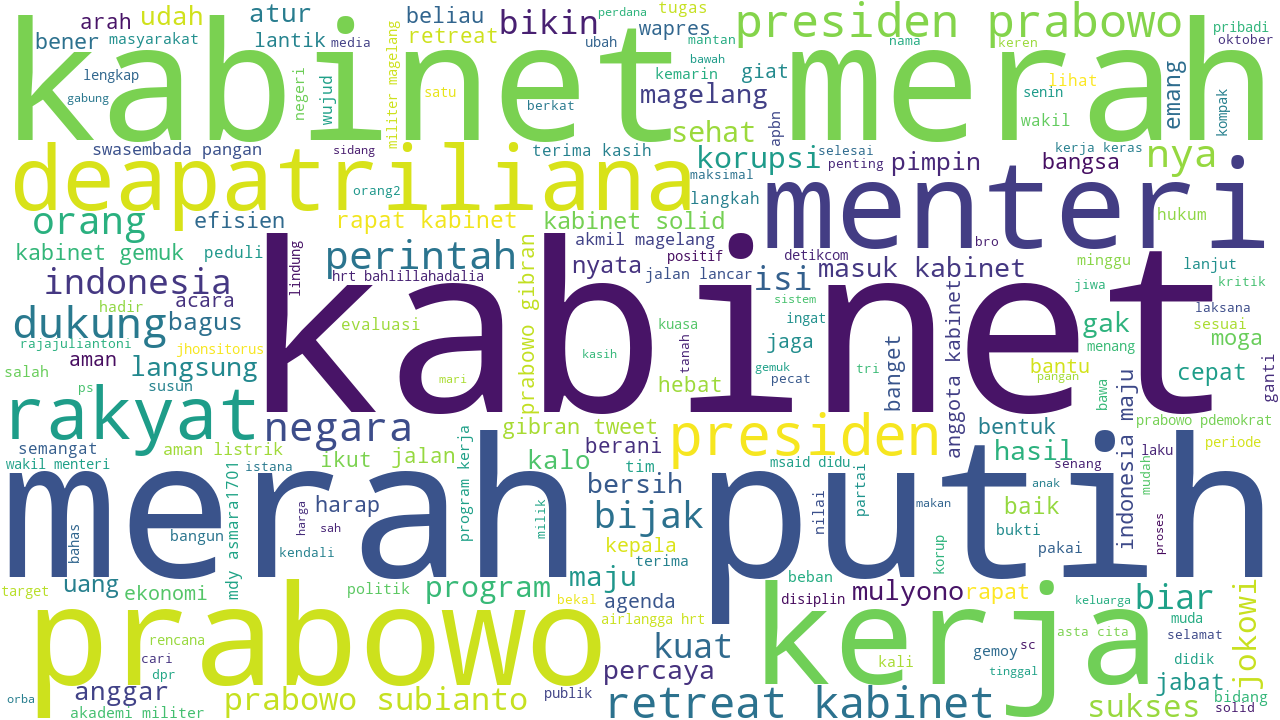 arah
udah
atur
beliau
bikin
perdana
tugas
wapres
presiden
prabowo
pribadi
oktober
bener
masyarakat
lantik
media
retreat
ubah
mantan
bawah
nama
keren
kabinet
merah
lengkap
gabung
negeri
wujud
militer magelang
satu
berkat
kemarin
giat
magelang
lihat
senin
wakil
emang
kompak
sehat
apbn
swasembada pangan
sidang
terima kasih
korupsi
selesai
penting
pimpin
kerja keras
bangsa
nya
deapatriliana
orang2
maksimal
langkah
menteri
hukum
orang
efisien
rapat kabinet
kabinet solid
bro
kabinet gemuk
peduli
lindung
perintah
hrt bahlillahadalia
prabowo gibran
akmil magelang
nyata
positif
jalan lancar
detikcom
isi
masuk kabinet
minggu
lanjut
kritik
indonesia
acara
hadir
kabinet
sistem
anggota kabinet
jiwa
laksana
dukung
bagus
evaluasi
kuasa
ingat
gak
sesuai
rajajuliantoni
jhonsitorus
kasih
tanah
jaga
banget
menang
moga
aman
langsung
salah
susun
ps
mari
hebat
gemuk
pecat
tri
bantu
pangan
bawa
indonesia maju
cepat
ganti
rakyat
negara
gibran tweet
presiden
bentuk
prabowo pdemokrat
semangat
aman listrik
ikut
jalan
program kerja
berani
hasil
senang
laku
periode
wakil menteri
istana
kalo
tim
msaid didu
partai
anak
mudah
merah putih
mdy asmara1701
harap
harga
milik
bersih
nilai
makan
baik
bahas
bangun
sah
kendali
bijak
bukti
proses
kepala
korup
pakai
terima
target
uang
ekonomi
politik
program
maju
beban
bekal
agenda
disiplin
mulyono
rapat
keluarga
biar
jokowi
prabowo
airlangga hrt
kerja
muda
rencana
kuat
asta cita
selamat
cari
dpr
percaya
kali
gemoy
sc
tinggal
didik
jabat
orba
anggar
akademi militer
prabowo subianto
publik
retreat kabinet
sukses
bidang
solid